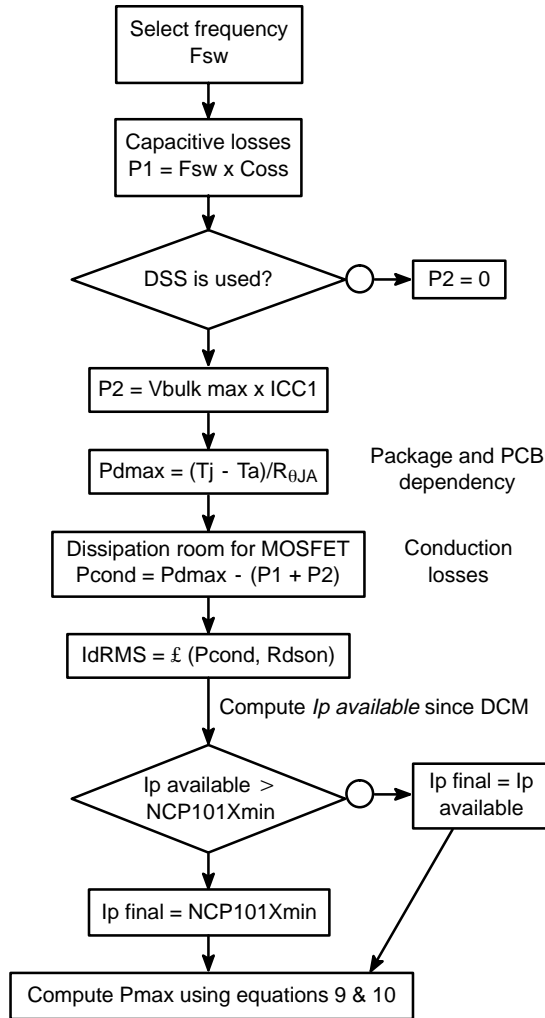 Select frequency
Fsw
Capacitive losses
P1 = Fsw x Coss
DSS is used?
P2 = 0
P2 = Vbulk max x ICC1
Pdmax = (Tj - Ta)/RθJA
Package and PCB
dependency
Dissipation room for MOSFET
Pcond = Pdmax - (P1 + P2)
Conduction
losses
IdRMS = £ (Pcond, Rdson)
Compute Ip available since DCM
Ip available >
NCP101Xmin
Ip final = Ip
available
Ip final = NCP101Xmin
Compute Pmax using equations 9 & 10